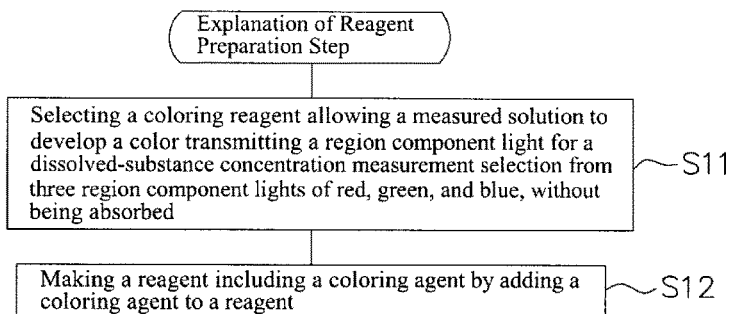 Explanation of Reagent
Preparation Step
Selecting a coloring reagent allowing a measured solution to
develop a color transmitting a region component light for a
dissolved-substance concentration measurement selection from
three region component lights of red, green, and blue, without
being absorbed
S11
Making a reagent including a coloring agent by adding a
coloring agent to a reagent
S12